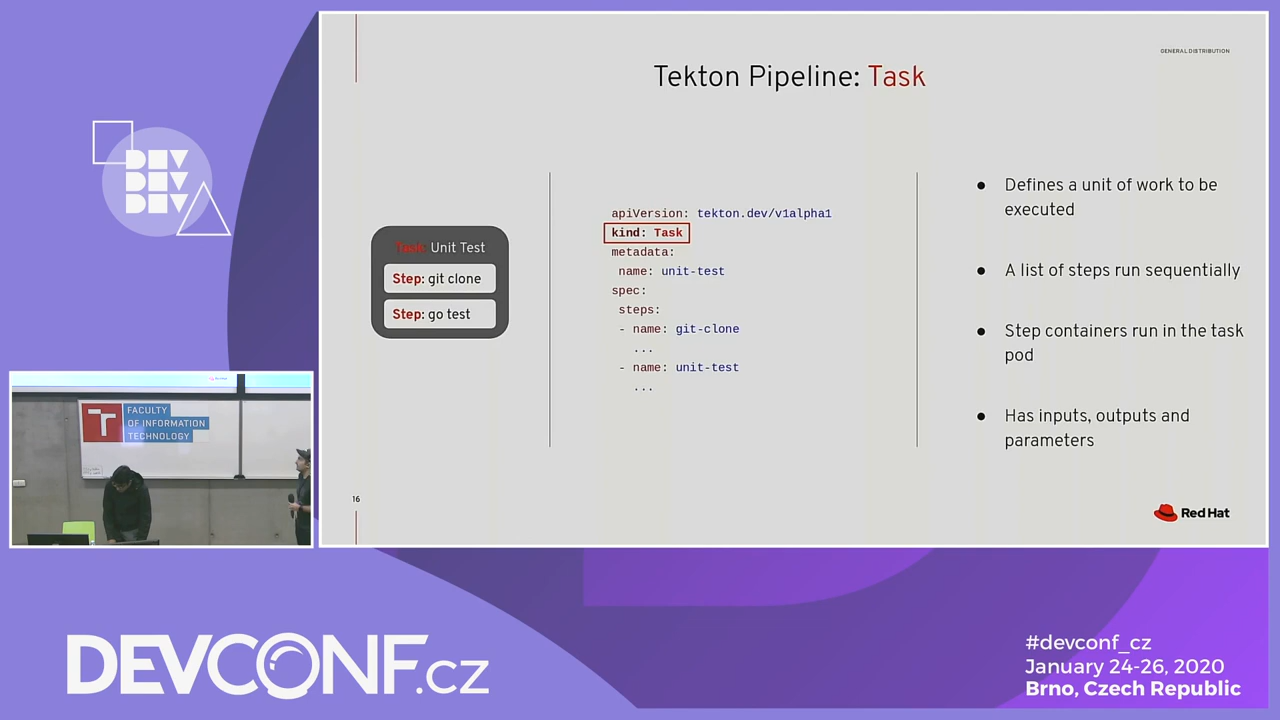 GENERAL DISTRIBUTION
Tekton Pipeline: Task
DEV
DEV
DEV
Task: Unit Test
Step: git clone
Step: go test
apiVersion: tekton.dev/v1alpha1
kind: Task
metadata:
name: unit-test
spec:
steps:
- name: git-clone
...
- name: unit-test
...
● Defines a unit of work to be
executed
● A list of steps run sequentially
● Step containers run in the task
pod
● Has inputs, outputs and
parameters
16
Red Hat
T FACULTY
OF INFORMATION
TECHNOLOGY
DEVCONF.cz
#devconf_cz
January 24-26, 2020
Brno, Czech Republic